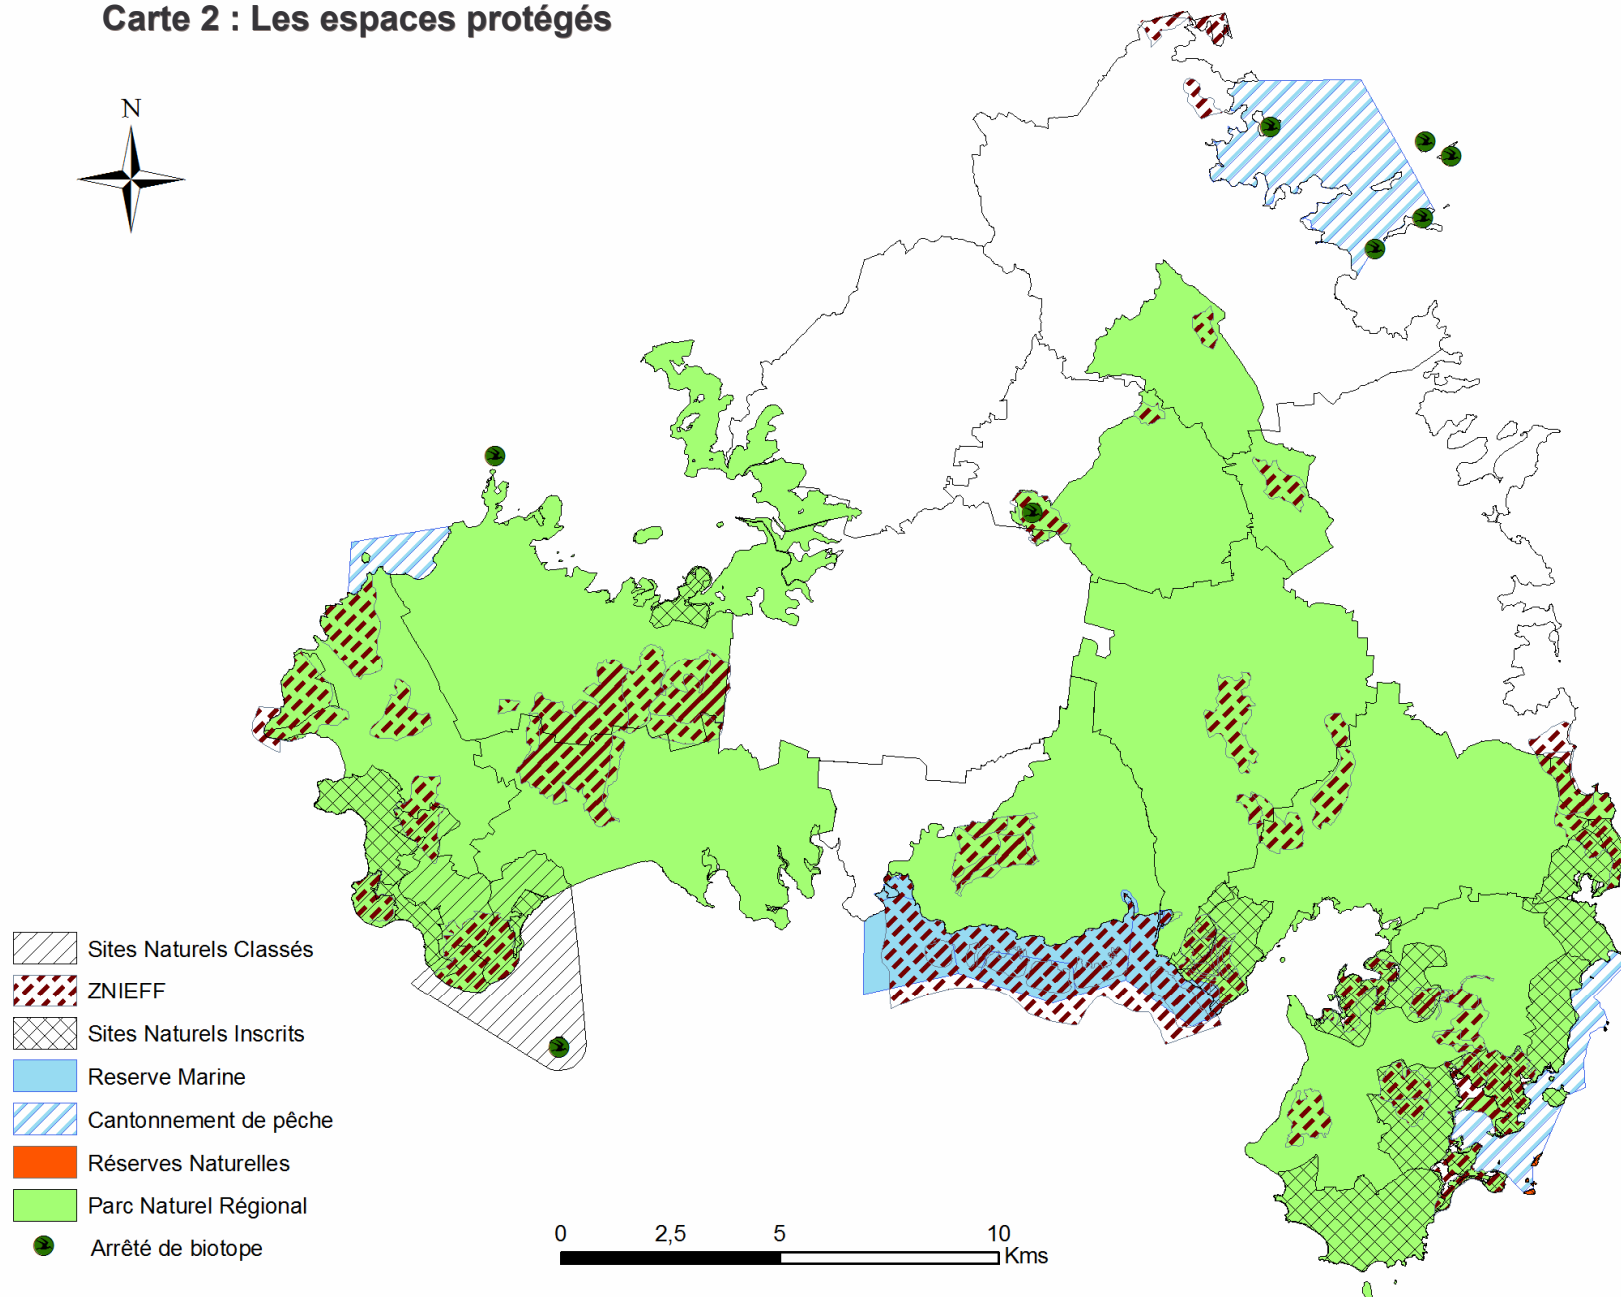 Carte 2 : Les espaces protégés
N
Sites Naturels Classés
ZNIEFF
Sites Naturels Inscrits
Reserve Marine
Cantonnement de pêche
Réserves Naturelles
Parc Naturel Régional
Arrêté de biotope
0 2,5 5 10
Kms